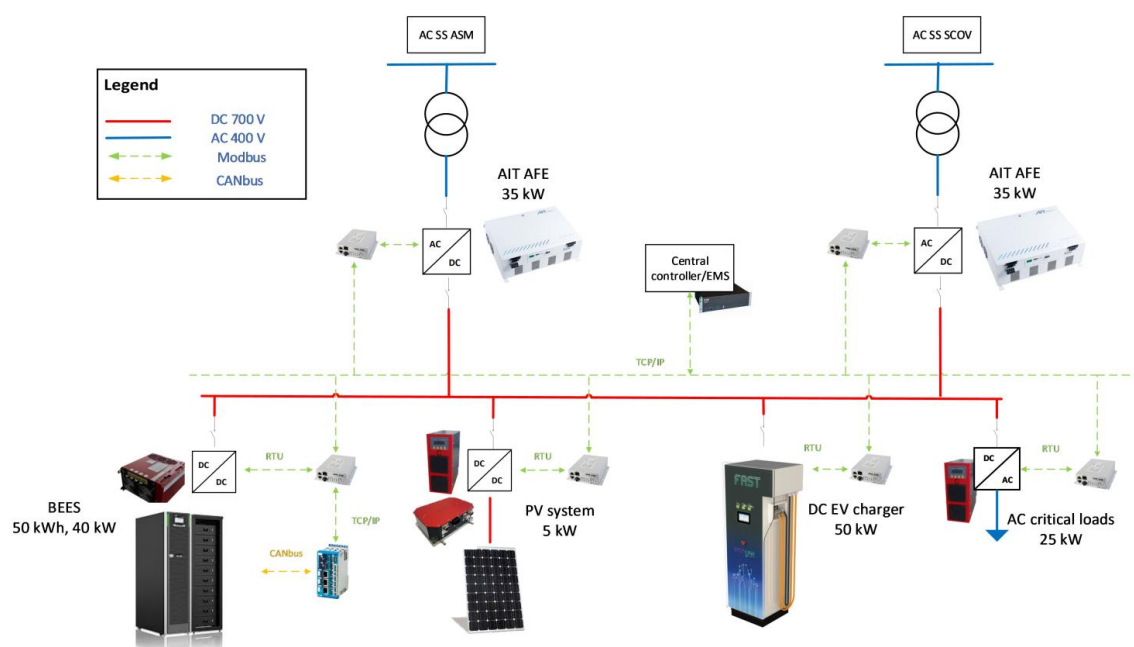 AC SS ASM
AC SS SCOV
Legend
DC 700 V
AC 400 V
Modbus
CANbus
AIT AFE
35 kW
AIT AFE
35 kW
AC
DC
Central
controller/EMS
AC
DC
TCP/IP
DC
DC
RTU
DC
DC
RTU
FAST
RTU
DC
AC
RTU
BEES
50 kWh, 40 kW
TCP/IP
PV system
5 kW
DC EV charger
50 kW
AC critical loads
25 kW
CANbus